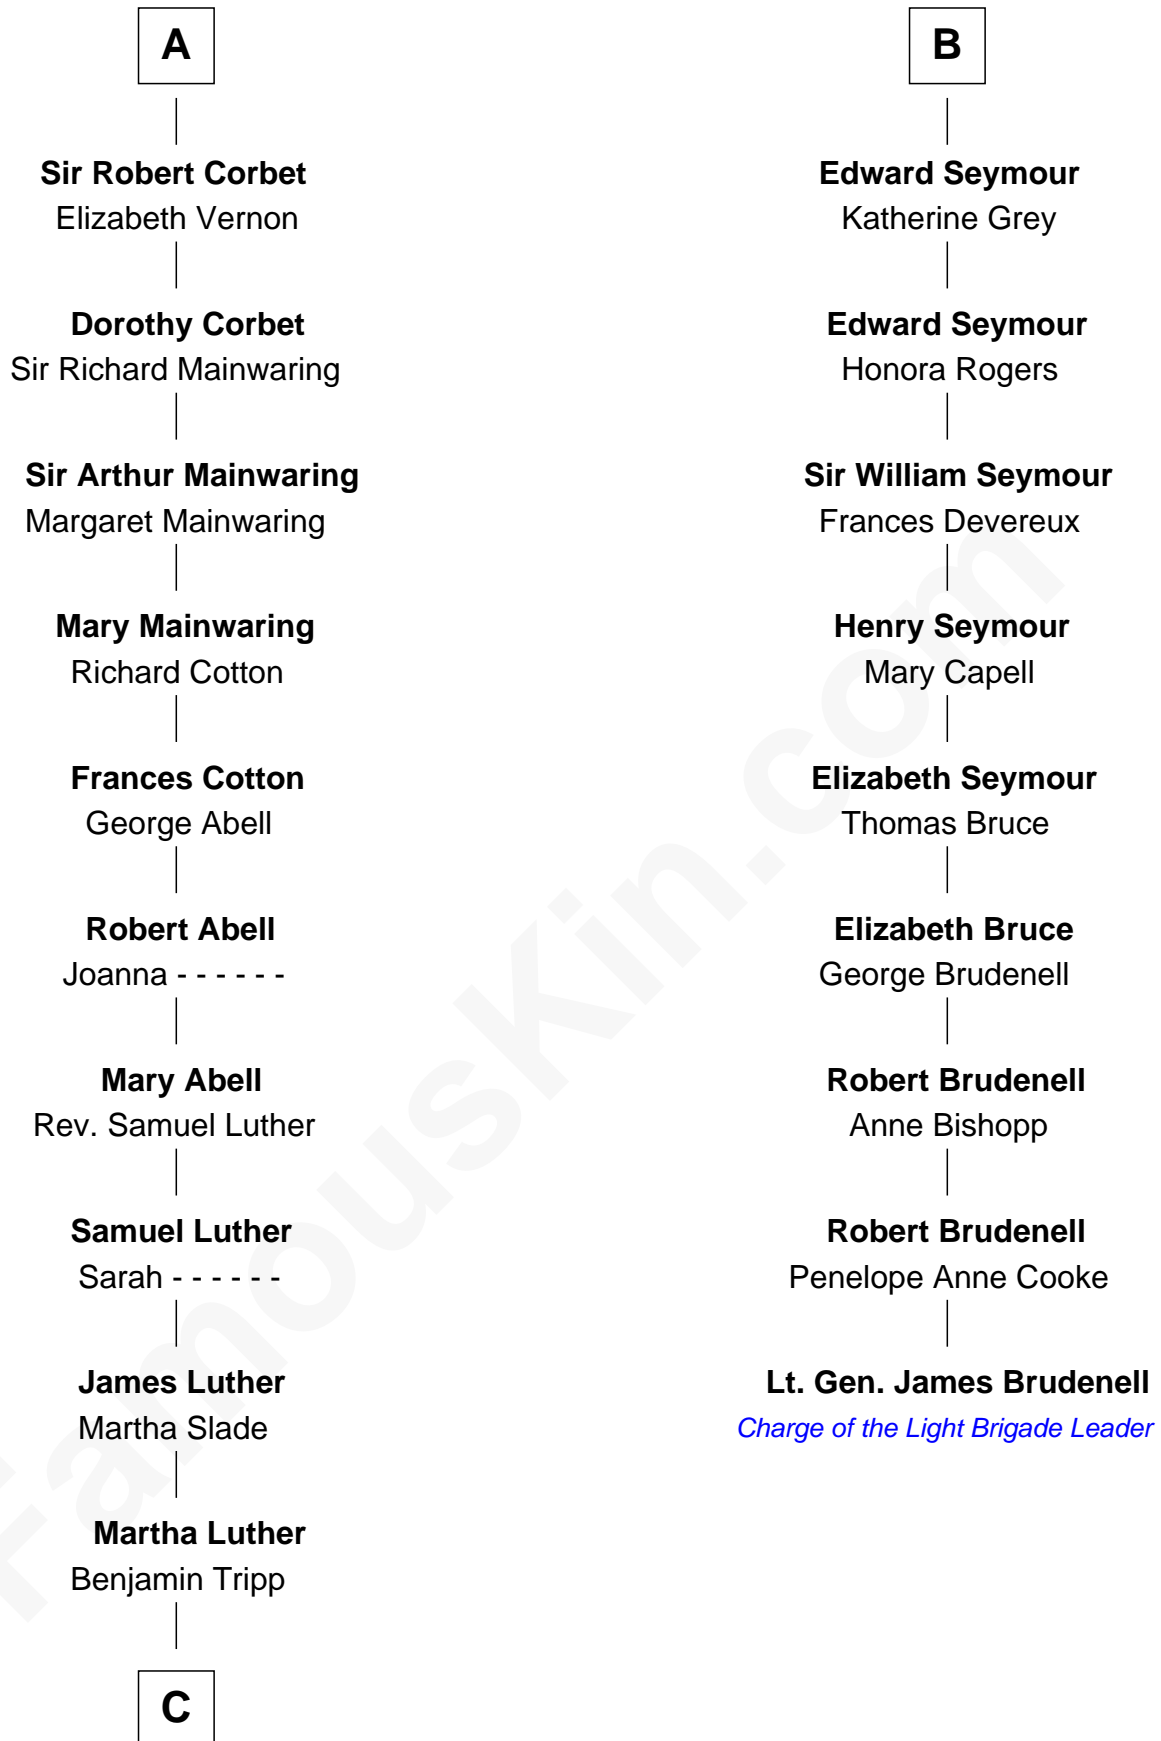 A
Sir Robert Corbet
Elizabeth Vernon
Dorothy Corbet
Sir Richard Mainwaring
Sir Arthur Mainwaring
Margaret Mainwaring
Mary Mainwaring
Richard Cotton
Frances Cotton
George Abell
Robert Abell
Joanna - - - - - -
Mary Abell
Rev. Samuel Luther
Samuel Luther
Sarah - - - - - -
James Luther
Martha Slade
Martha Luther
Benjamin Tripp
C
B
Edward Seymour
Katherine Grey
Edward Seymour
Honora Rogers
Sir William Seymour
Frances Devereux
Henry Seymour
Mary Capell
Elizabeth Seymour
Thomas Bruce
Elizabeth Bruce
George Brudenell
Robert Brudenell
Anne Bishopp
Robert Brudenell
Penelope Anne Cooke
Lt. Gen. James Brudenell
Charge of the Light Brigade Leader
FamousKin.com